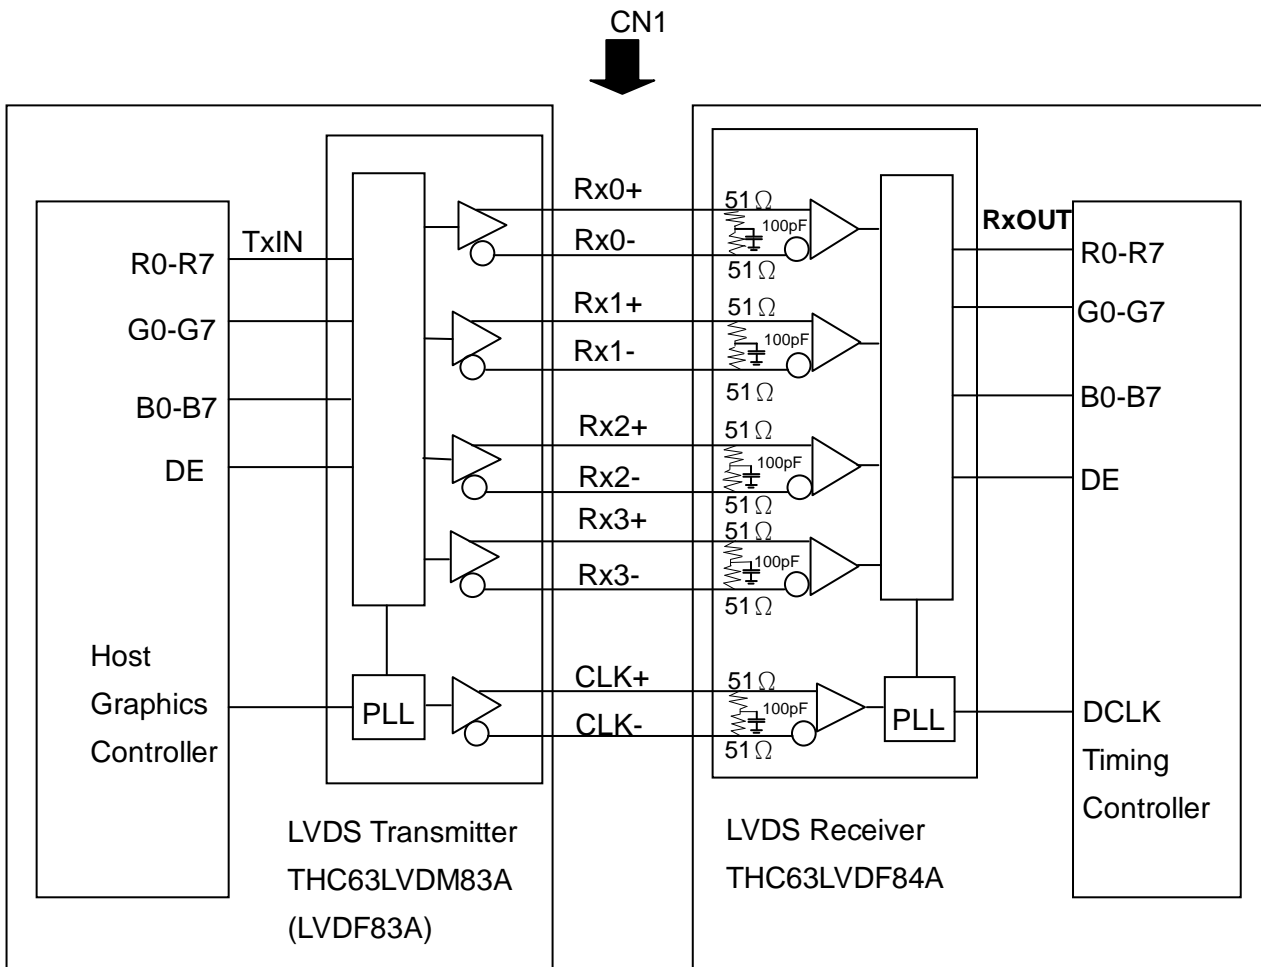 CN1
Rx0+
51Ω
100pF
RxOUT
TxIN
Rx0-
R0-R7
51Ω
R0-R7
Rx1+
51Ω
G0-G7
G0-G7
Rx1-
100pF
51Ω
B0-B7
B0-B7
Rx2+
51Ω
100pF
DE
Rx2-
DE
51Ω
Rx3+
51Ω
100pF
Rx3-
51Ω
Host
Graphics
Controller
CLK+
51Ω
100pF
PLL
CLK-
PLL
51Ω
DCLK
Timing
Controller
LVDS Transmitter
THC63LVDM83A
(LVDF83A)
LVDS Receiver
THC63LVDF84A